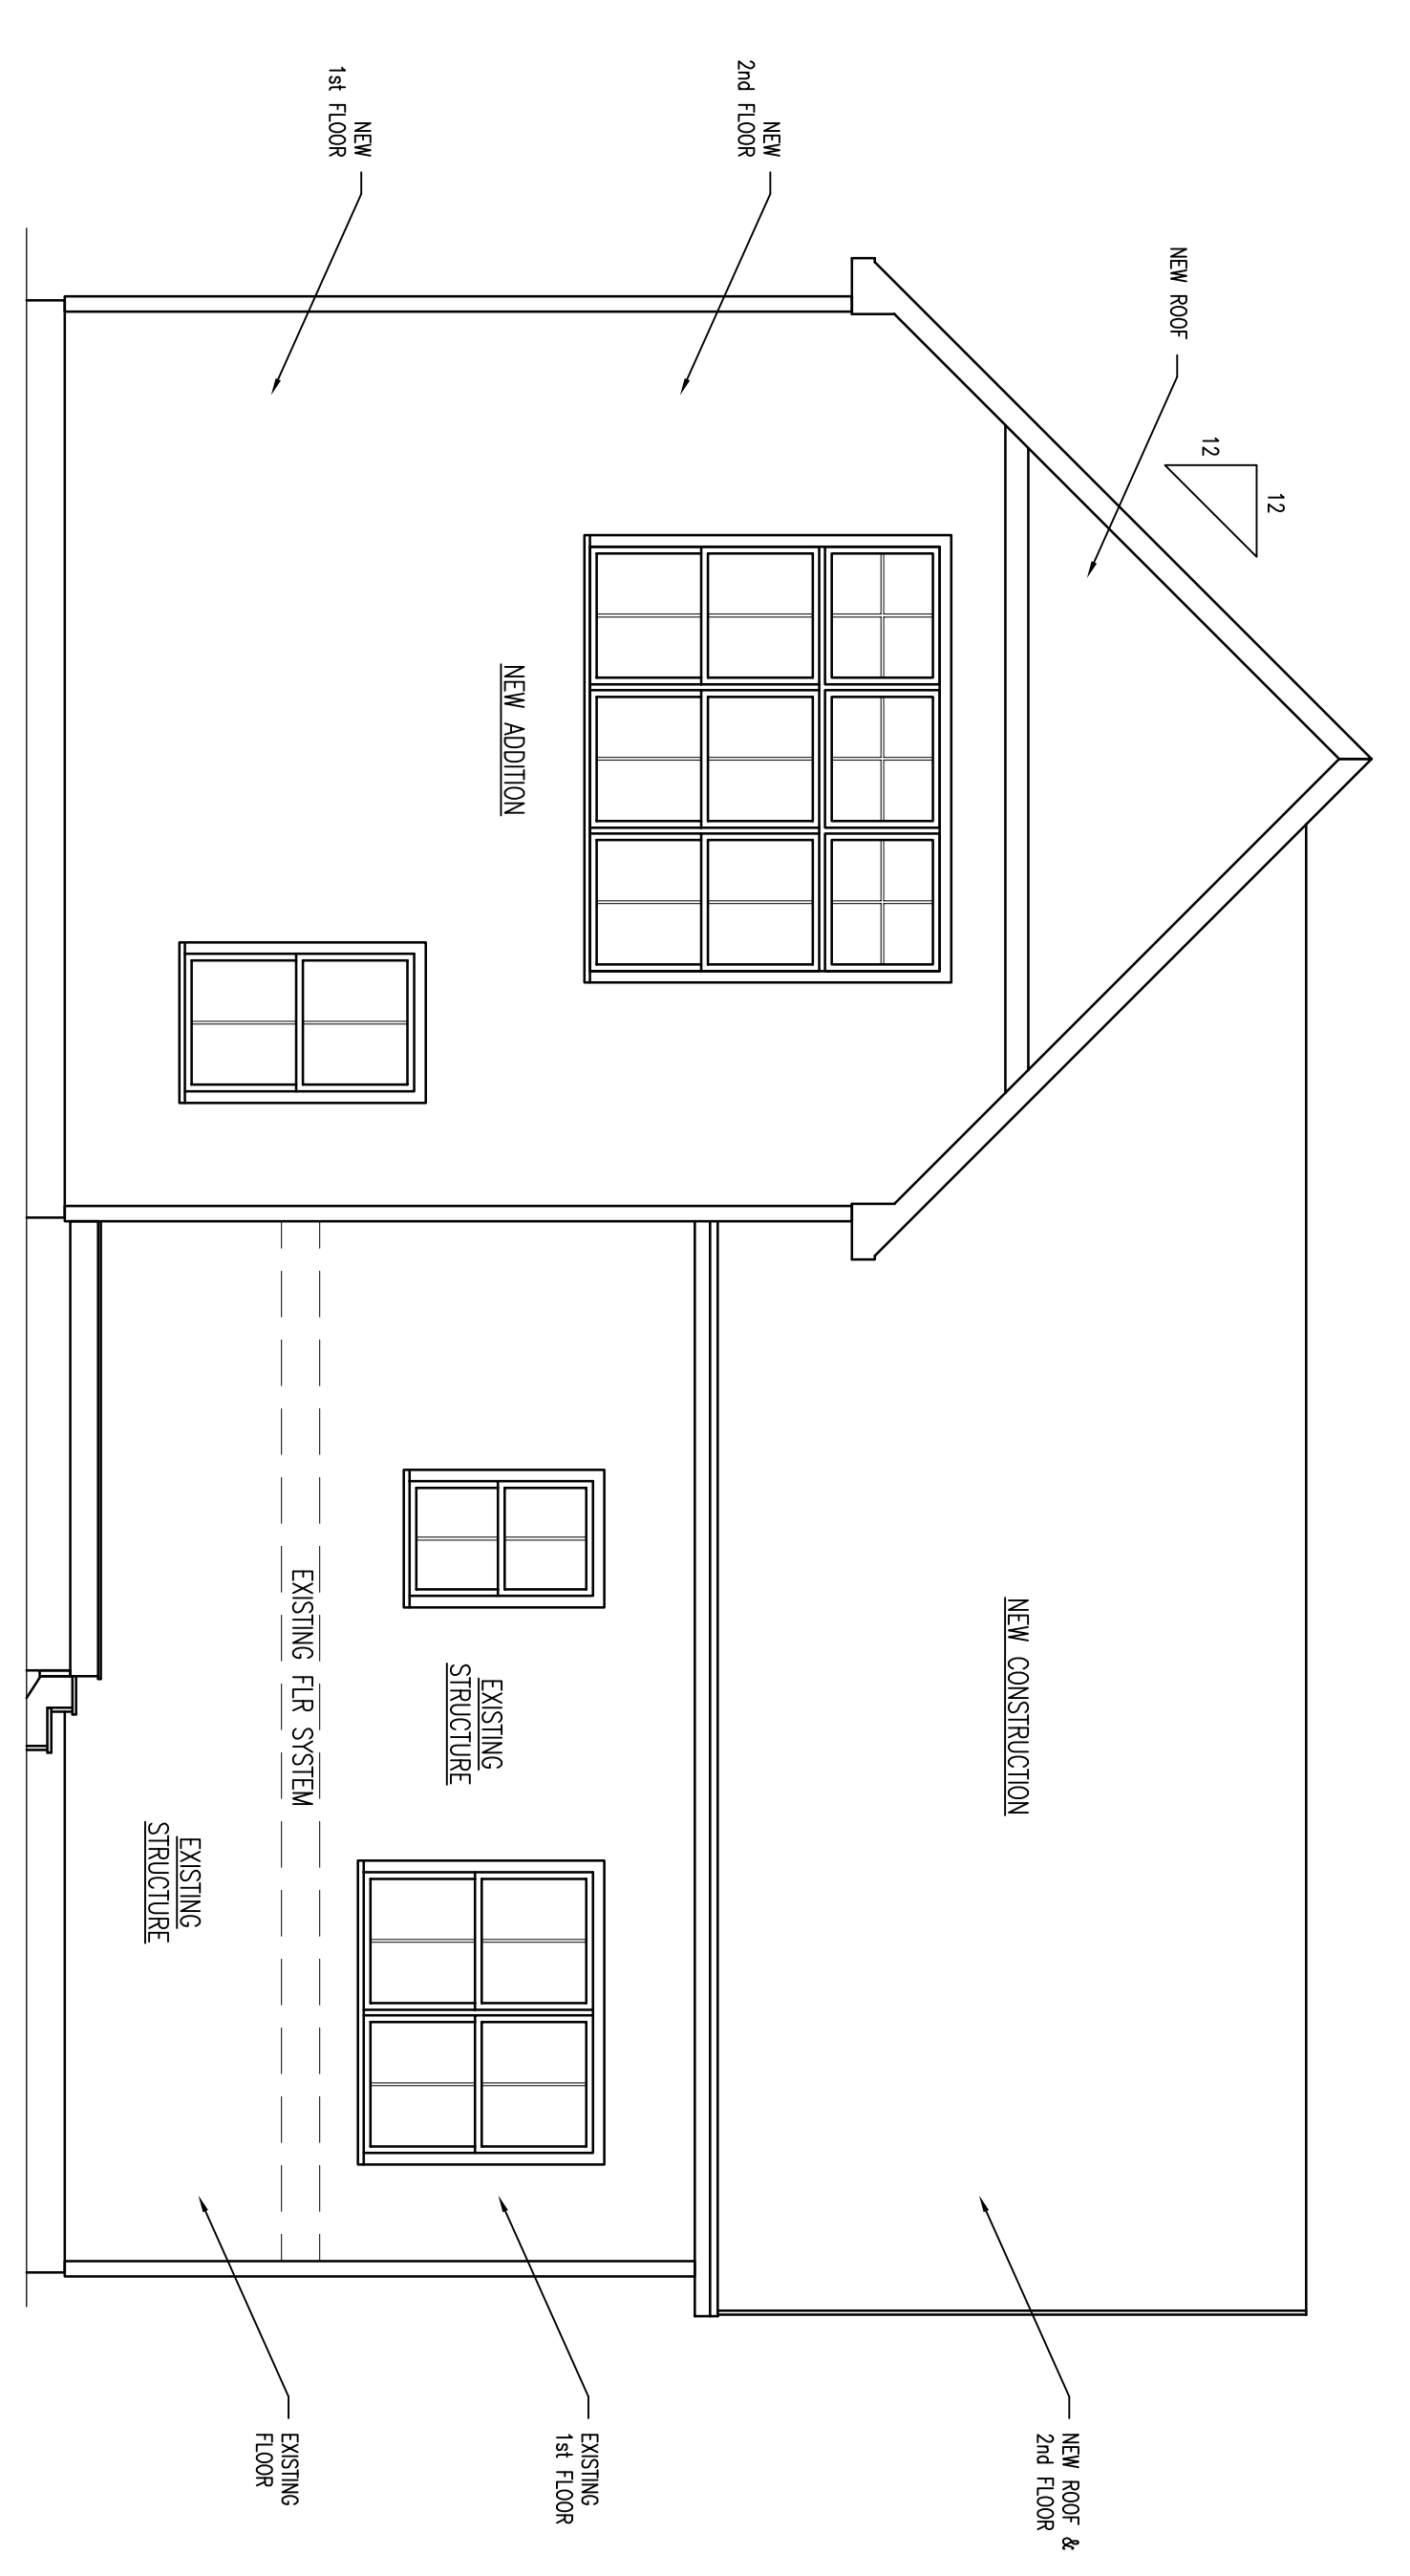 NEW ROOF
12
12
NEW
2nd FLOOR
NEW
1st FLOOR
NEW ADDITION
NEW CONSTRUCTION
NEW ROOF &
2nd FLOOR
EXISTING
STRUCTURE
EXISTING
1st FLOOR
EXISTING FLR SYSTEM
EXISTING
STRUCTURE
EXISTING
FLOOR